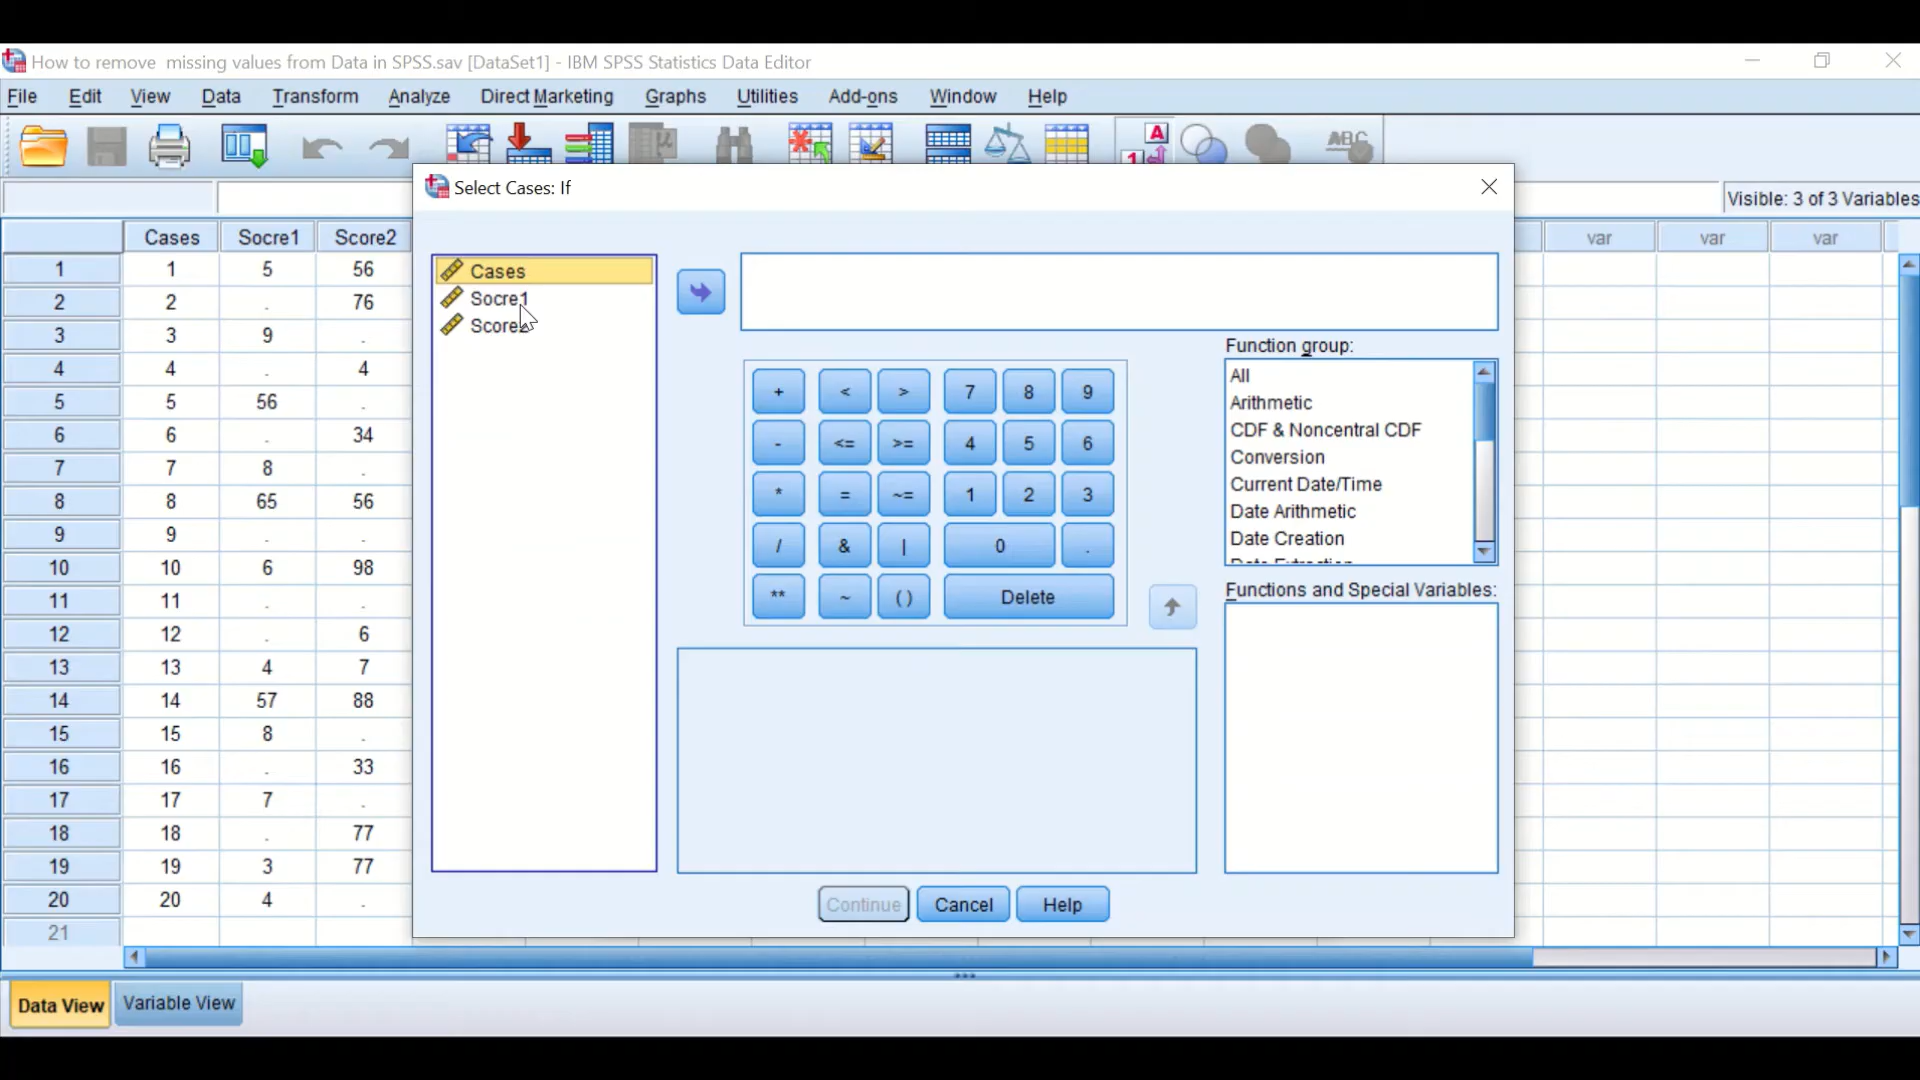 How to remove  missing values from Data in SPSS.sav [DataSet1] - IBM SPSS Statistics Data Editor
File Edit View Data Transform Analyze Direct Marketing Graphs Utilities Add-ons Window Help
A
1
ABC
Select Cases: If
Visible: 3 of 3 Variables
Cases Socre1 Score2 var var var
1 1 5 56
2 2 . 76
3 3 9 .
4 4 . 4
5 5 56 .
6 6 . 34
7 7 8 .
8 8 65 56
9 9 . .
10 10 6 98
11 11 . .
12 12 . 6
13 13 4 7
14 14 57 88
15 15 8 .
16 16 . 33
17 17 7 .
18 18 . 77
19 19 3 77
20 20 4 .
21
Cases
Socre1
Score2
+ < > 7 8 9
- <= >= 4 5 6
* = ~= 1 2 3
/ & | 0 .
** ~ ( ) Delete
Function group:
All
Arithmetic
CDF & Noncentral CDF
Conversion
Current Date/Time
Date Arithmetic
Date Creation
Functions and Special Variables:
Continue Cancel Help
Data View Variable View